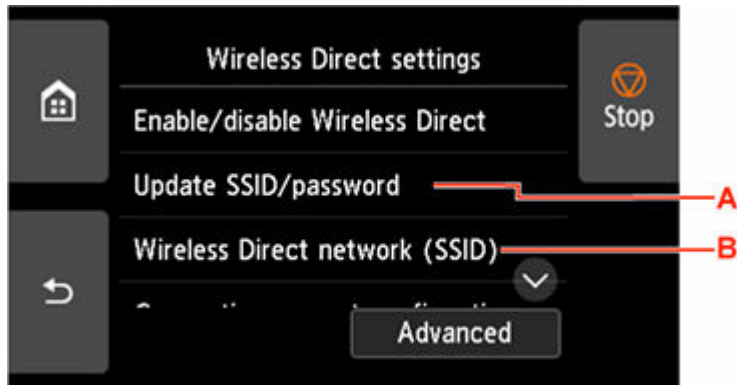 Wireless Direct settings
Stop
Enable/disable Wireless Direct
Update SSID/password
A
Wireless Direct network (SSID)
B
Advanced